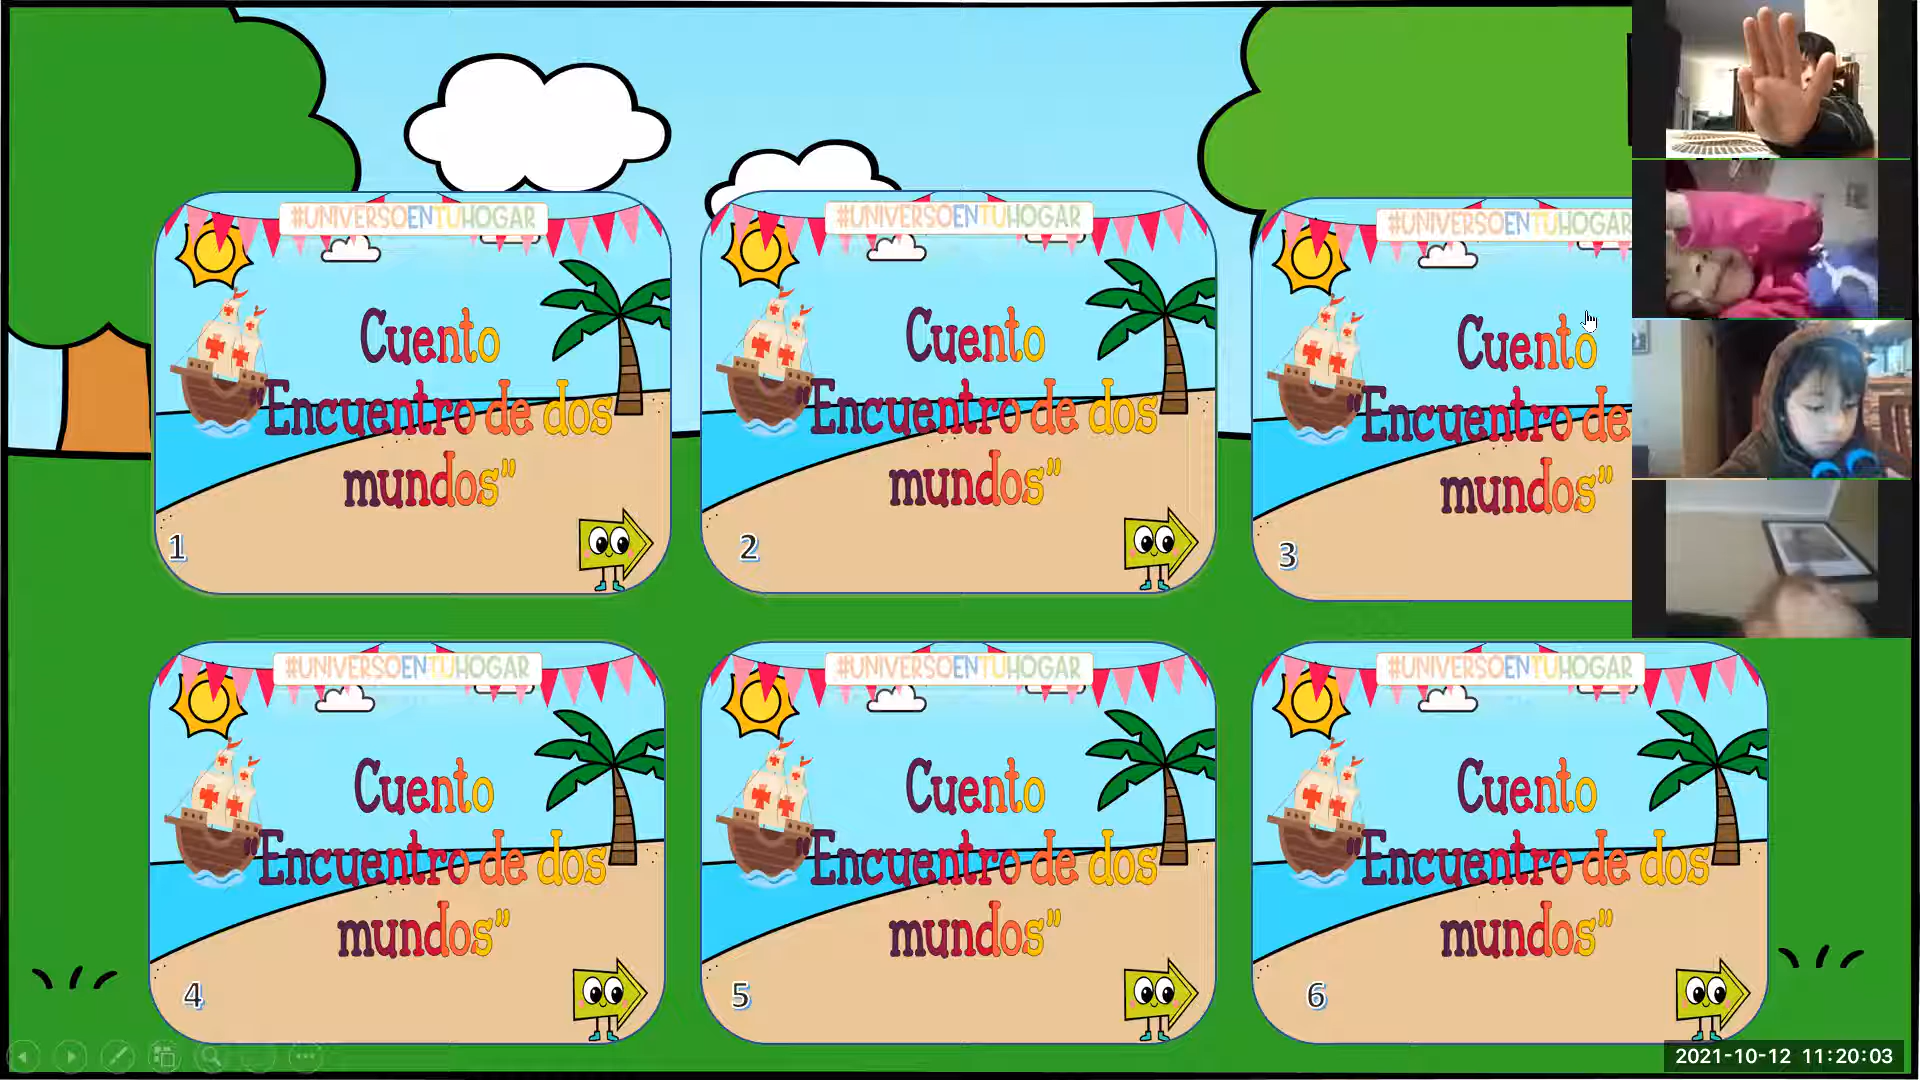 #UNIVERSOENTUHOGAR
Cuento
"Encuentro de dos
mundos"
1
#UNIVERSOENTUHOGAR
Cuento
"Encuentro de dos
mundos"
2
#UNIVERSOENTUHOGAR
Cuento
"Encuentro de
mundos"
3
#UNIVERSOENTUHOGAR
Cuento
"Encuentro de dos
mundos"
4
#UNIVERSOENTUHOGAR
Cuento
"Encuentro de dos
mundos"
5
#UNIVERSOENTUHOGAR
Cuento
"Encuentro de dos
mundos"
6
2021-10-12 11:20:03